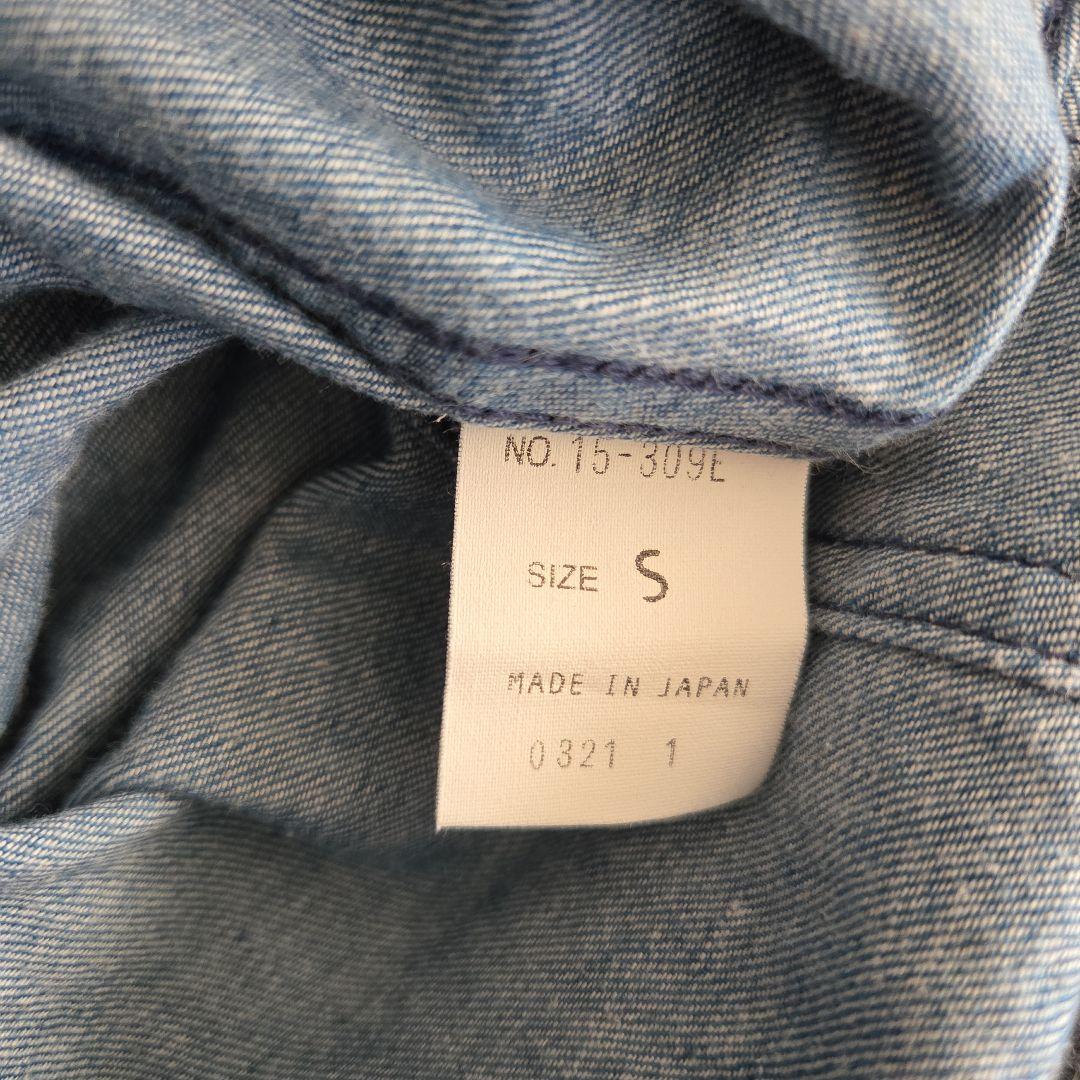 NO. 15-309E
SIZE S
MADE IN JAPAN
0321 1